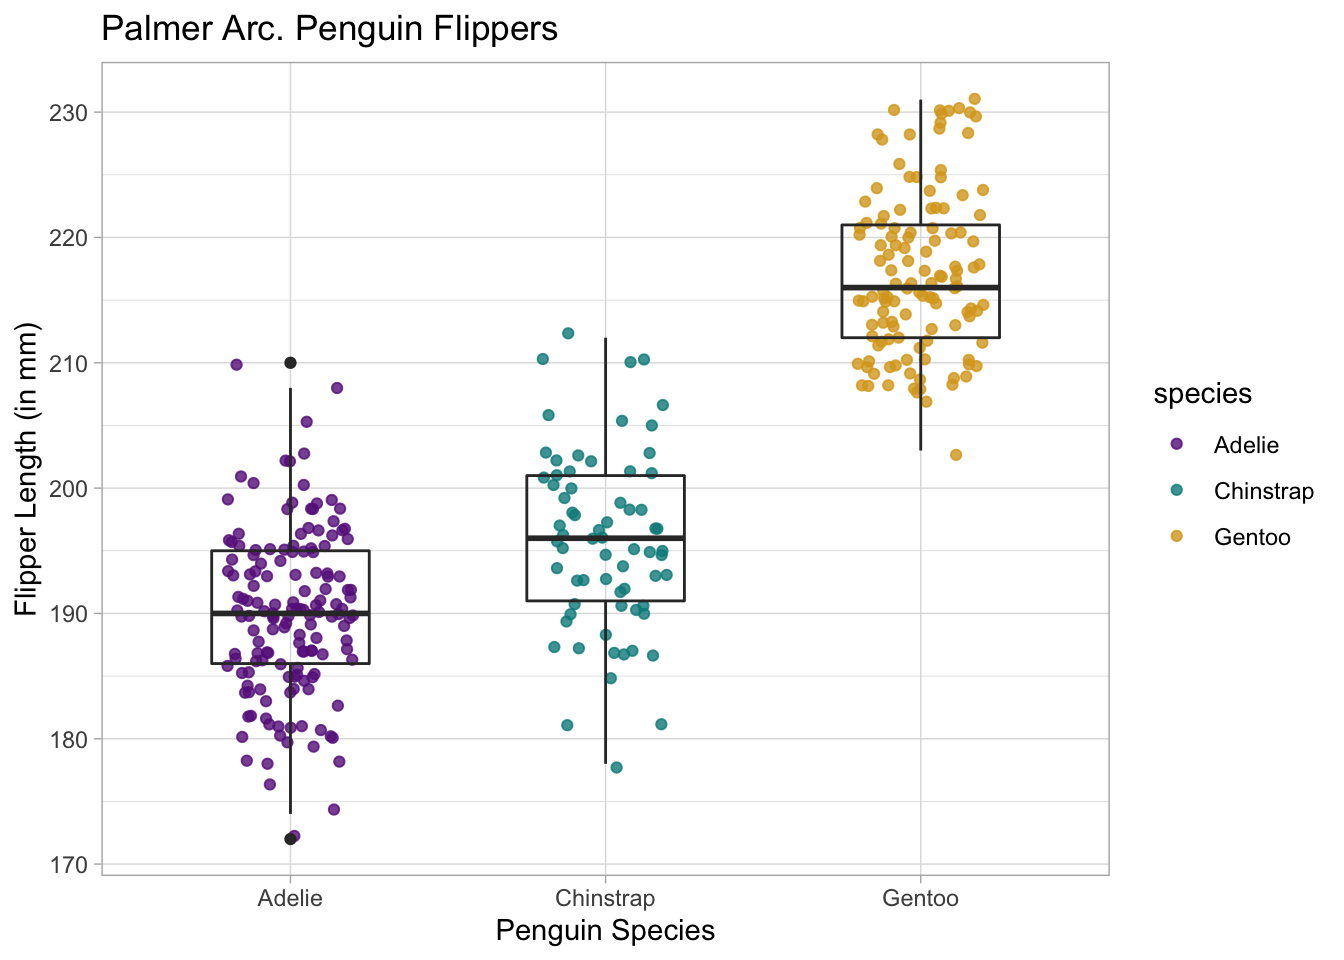 Palmer Arc. Penguin Flippers
Flipper Length (in mm)
230
220
210
200
190
180
170
Adelie
Chinstrap
Gentoo
Penguin Species
species
Adelie
Chinstrap
Gentoo